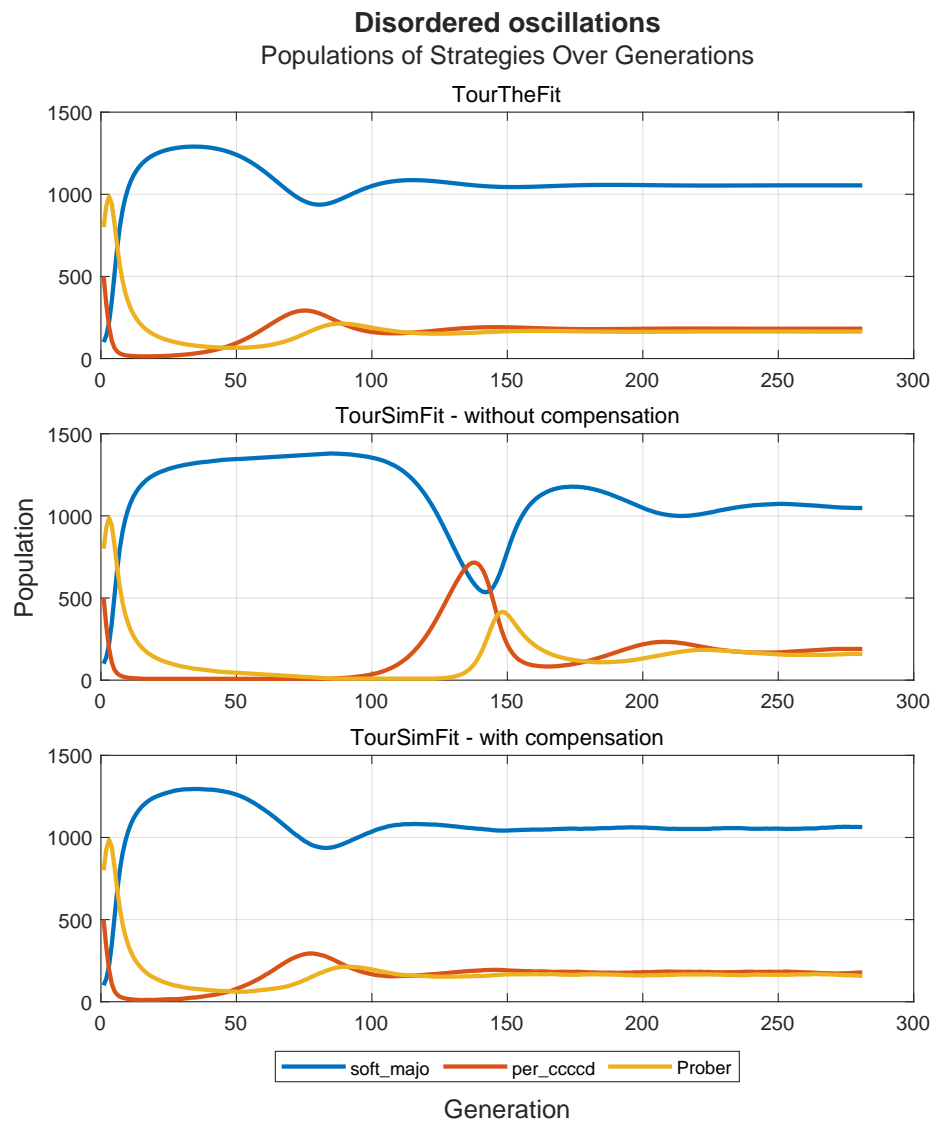 Disordered oscillations
Populations of Strategies Over Generations
TourTheFit
1500
1000
500
0
0 50 100 150 200 250 300
TourSimFit - without compensation
1500
1000
500
0
0 50 100 150 200 250 300
Population
TourSimFit - with compensation
1500
1000
500
0
0 50 100 150 200 250 300
soft_majo per_ccccd Prober
Generation